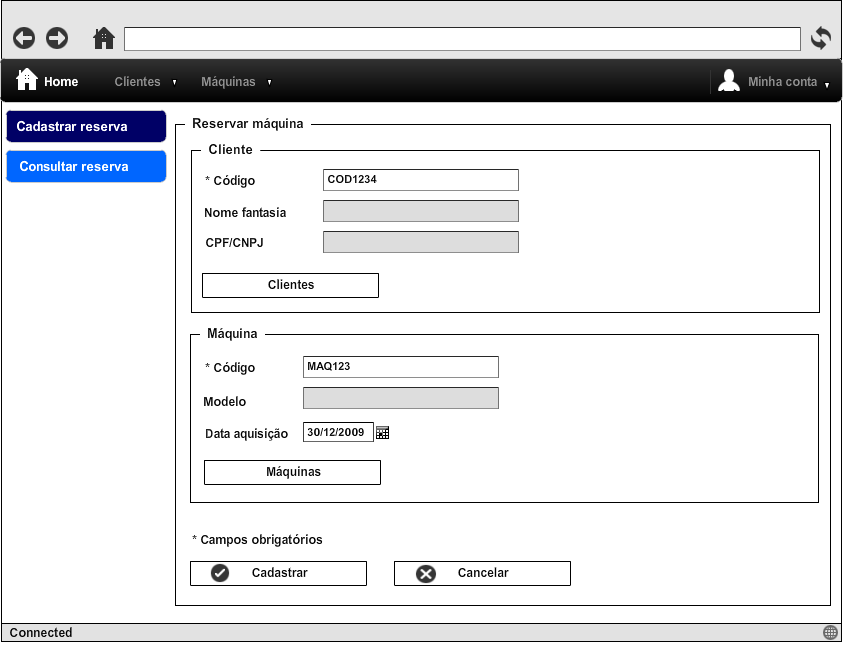 Home Clientes Máquinas Minha conta
Cadastrar reserva
Consultar reserva
Reservar máquina
Cliente
* Código COD1234
Nome fantasia
CPF/CNPJ
Clientes
Máquina
* Código MAQ123
Modelo
Data aquisição 30/12/2009
Máquinas
* Campos obrigatórios
Cadastrar Cancelar
Connected